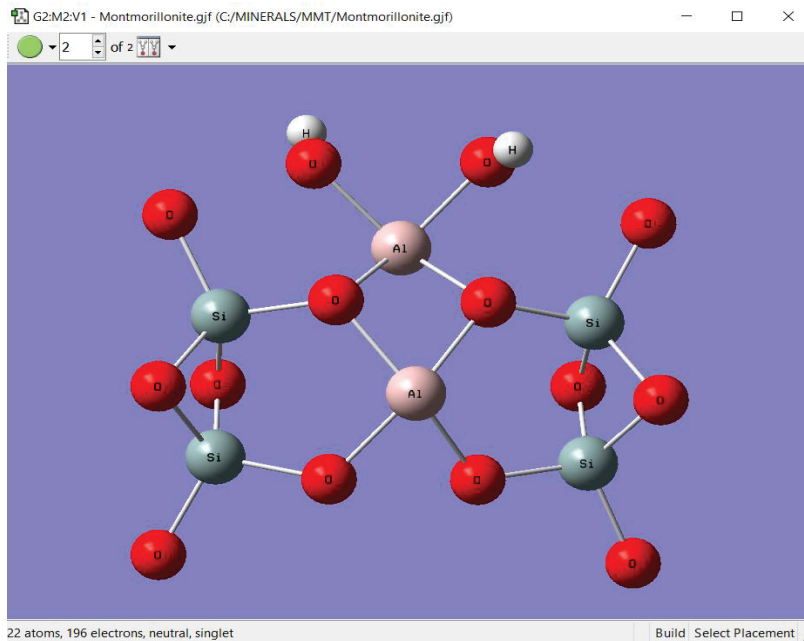 G2:M2:V1 - Montmorillonite.gjf (C:/MINERALS/MMT/Montmorillonite.gjf)
2 of 2
H H
O O
O Al O
O O
Si Si
O O O O
Al
Si Si
O O
O O
22 atoms, 196 electrons, neutral, singlet Build Select Placement